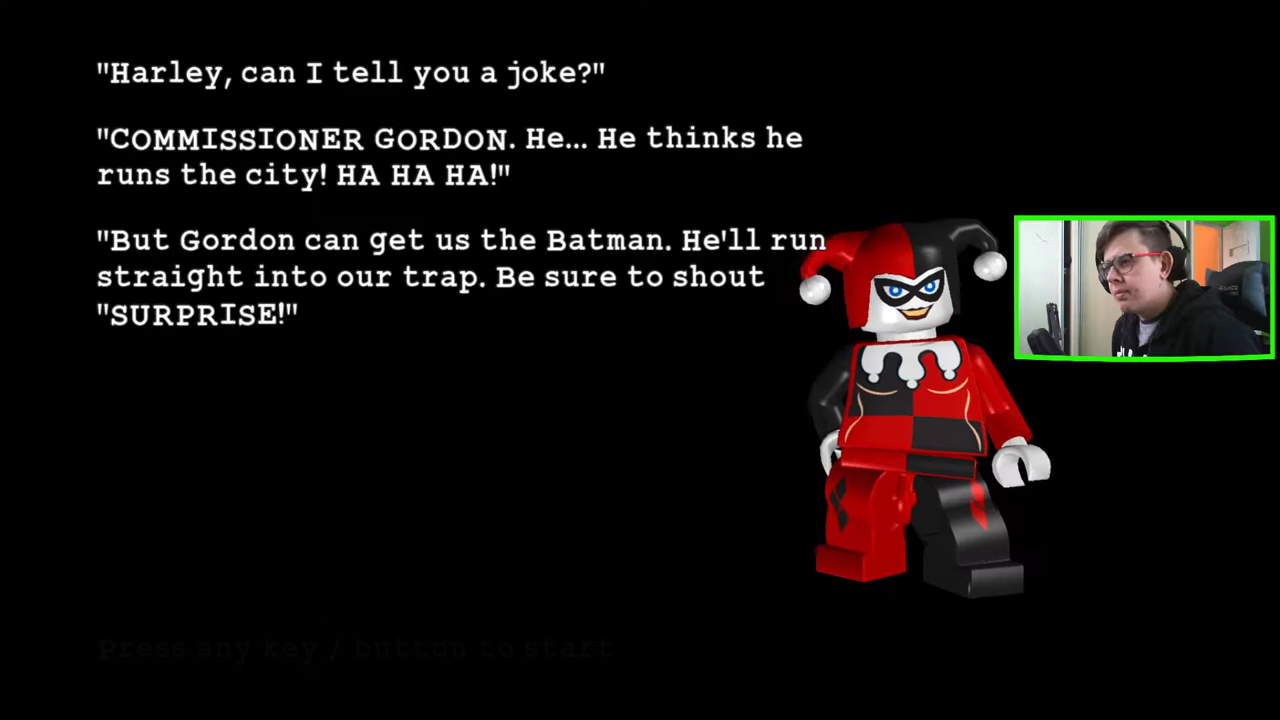 "Harley, can I tell you a joke?"
"COMMISSIONER GORDON. He... He thinks he
runs the city! HA HA HA!"
"But Gordon can get us the Batman. He'll run
straight into our trap. Be sure to shout
"SURPRISE!"
Press any key / button to start